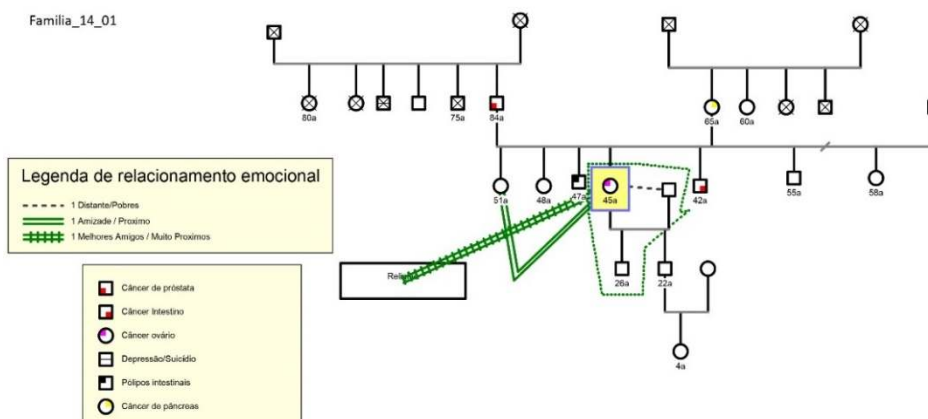 Familia_14_01
80a 75a 84a 65a 60a
51a 48a 47a 45a 42a 55a 58a
Legenda de relacionamento emocional
1 Distante/Pobres
1 Amizade / Proximo
1 Melhores Amigos / Muito Proximos
26a 22a
Câncer de próstata
Câncer Intestino
Câncer ovário
Depressão/Suicídio
Pólipos intestinais
Câncer de pâncreas
4a